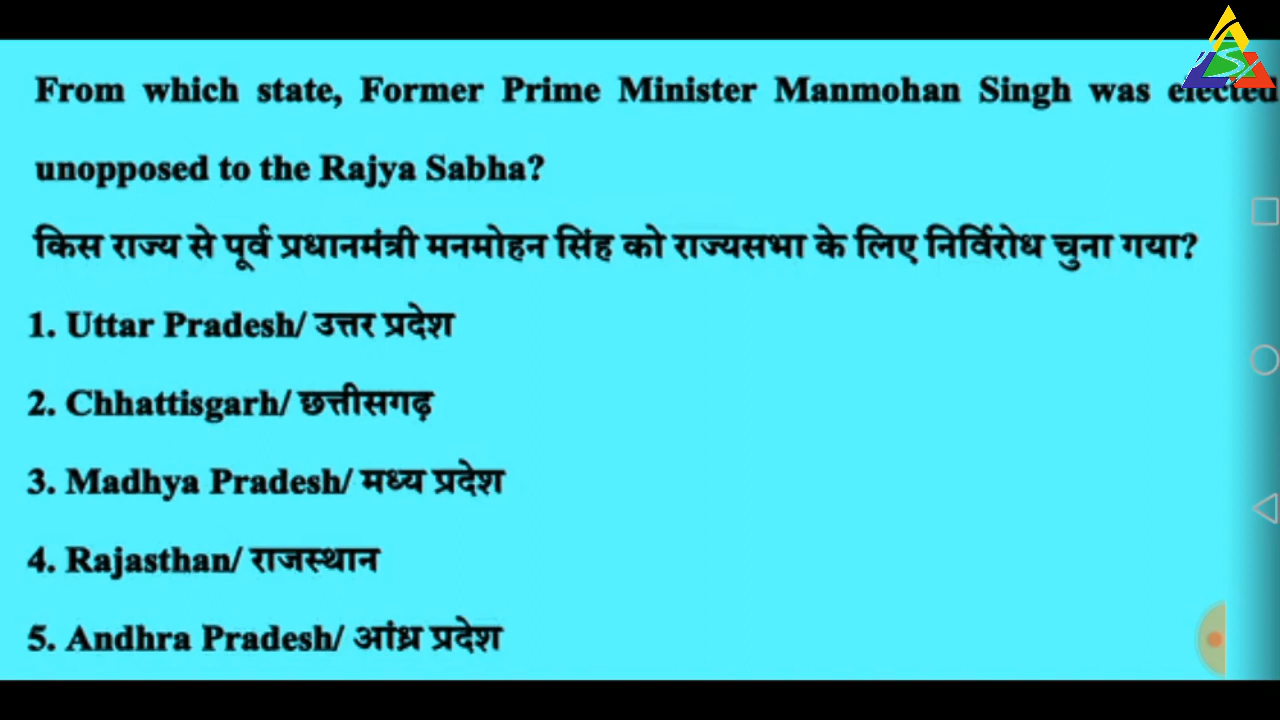 From which state, Former Prime Minister Manmohan Singh was elected
unopposed to the Rajya Sabha?
किस राज्य से पूर्व प्रधानमंत्री मनमोहन सिंह को राज्यसभा के लिए निर्विरोध चुना गया?
1. Uttar Pradesh/ उत्तर प्रदेश
2. Chhattisgarh/ छत्तीसगढ़
3. Madhya Pradesh/ मध्य प्रदेश
4. Rajasthan/ राजस्थान
5. Andhra Pradesh/ आंध्र प्रदेश